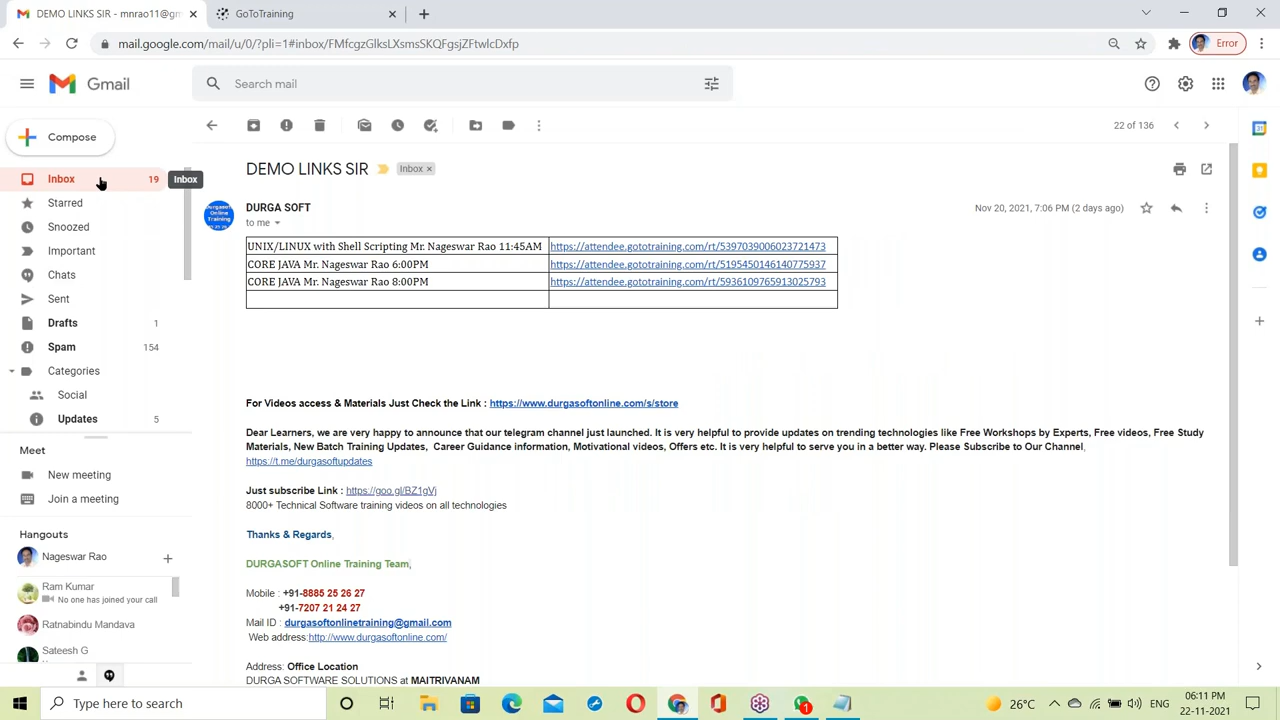 DEMO LINKS SIR - mnrao11@gm
GoToTraining
mail.google.com/mail/u/0/?pli=1#inbox/FMfcgzGlksLXsmsSKQFgsjZFtwlcDxfp
Error
Gmail
Search mail
Compose
22 of 136
Inbox
19
Inbox
DEMO LINKS SIR
Inbox
Starred
Snoozed
Important
Chats
Sent
Drafts
1
Spam
154
Categories
Social
Updates
5
Durgasoft Online Training
DURGA SOFT
Nov 20, 2021, 7:06 PM (2 days ago)
to me
UNIX/LINUX with Shell Scripting Mr. Nageswar Rao 11:45AM https://attendee.gototraining.com/rt/5397039006023721473
CORE JAVA Mr. Nageswar Rao 6:00PM https://attendee.gototraining.com/rt/5195450146140775937
CORE JAVA Mr. Nageswar Rao 8:00PM https://attendee.gototraining.com/rt/5936109765913025793
For Videos access & Materials Just Check the Link : https://www.durgasoftonline.com/s/store
Dear Learners, we are very happy to announce that our telegram channel just launched. It is very helpful to provide updates on trending technologies like Free Workshops by Experts, Free videos, Free Study
Materials, New Batch Training Updates, Career Guidance information, Motivational videos, Offers etc. It is very helpful to serve you in a better way. Please Subscribe to Our Channel,
https://t.me/durgasoftupdates
Just subscribe Link : https://goo.gl/BZ1gVj
8000+ Technical Software training videos on all technologies
Thanks & Regards,
DURGASOFT Online Training Team,
Mobile : +91-8885 25 26 27
+91-7207 21 24 27
Mail ID : durgasoftonlinetraining@gmail.com
Web address:http://www.durgasoftonline.com/
Address: Office Location
DURGA SOFTWARE SOLUTIONS at MAITRIVANAM
Meet
New meeting
Join a meeting
Hangouts
Nageswar Rao
Ram Kumar
No one has joined your call
Ratnabindu Mandava
Sateesh G
Type here to search
1
26°C
ENG
06:11 PM
22-11-2021